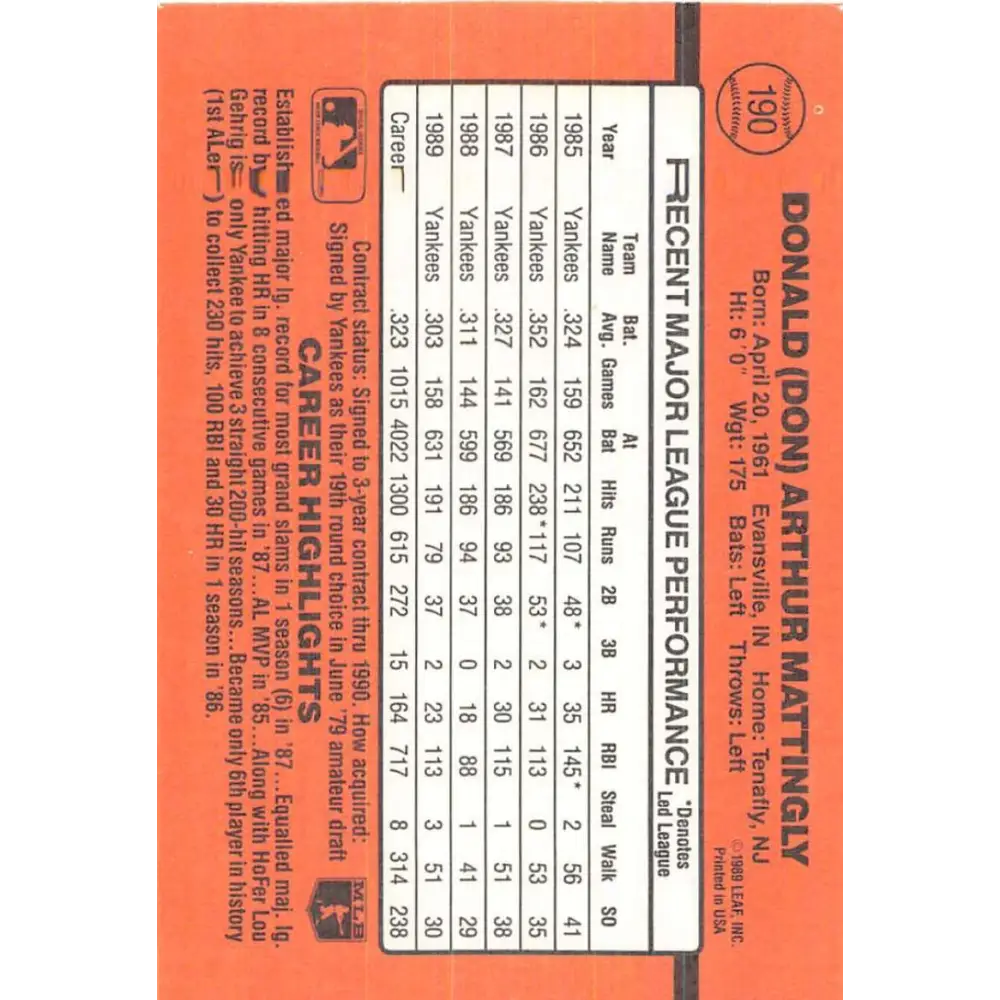 190
DONALD (DON) ARTHUR MATTINGLY
Born: April 20, 1961 Evansville, IN Home: Tenafly, NJ
Ht: 6'0" Wgt: 175 Bats: Left Throws: Left
© 1989 LEAF, INC.
Printed in USA
RECENT MAJOR LEAGUE PERFORMANCE *Denotes
Led League
Year Team Name Bat. Avg. Games At Bat Hits Runs 2B 3B HR RBI Steal Walk SO
1985 Yankees .324 159 652 211 107 48* 3 35 145* 2 56 41
1986 Yankees .352 162 677 238* 117 53* 2 31 113 0 53 35
1987 Yankees .327 141 569 186 93 38 2 30 115 1 51 38
1988 Yankees .311 144 599 186 94 37 0 18 88 1 41 29
1989 Yankees .303 158 631 191 79 37 2 23 113 3 51 30
Career .323 1015 4022 1300 615 272 15 164 717 8 314 238
Contract status: Signed to 3-year contract thru 1990. How acquired:
Signed by Yankees as their 19th round choice in June '79 amateur draft
MLB
CAREER HIGHLIGHTS
Established major lg. record for most grand slams in 1 season (6) in '87...Equalled maj. lg.
record by hitting HR in 8 consecutive games in '87...AL MVP in '85...Along with HoFer Lou
Gehrig is only Yankee to achieve 3 straight 200-hit seasons...Became only 6th player in history
(1st ALer) to collect 230 hits, 100 RBI and 30 HR in 1 season in '86.